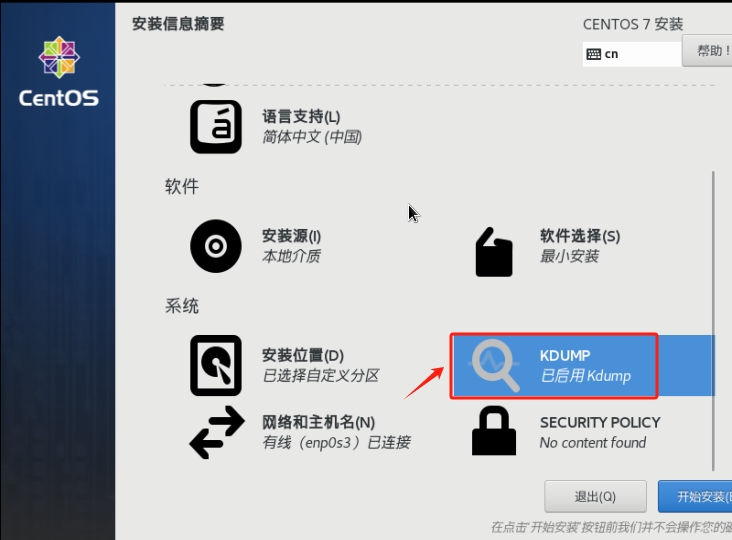 安装信息摘要
CENTOS 7 安装
cn
帮助！
CentOS
语言支持(L)
简体中文 (中国)
软件
安装源(I)
本地介质
软件选择(S)
最小安装
系统
安装位置(D)
已选择自定义分区
KDUMP
已启用 Kdump
网络和主机名(N)
有线（enp0s3）已连接
SECURITY POLICY
No content found
退出(Q)
开始安装(
在点击'开始安装'按钮前我们并不会操作您的